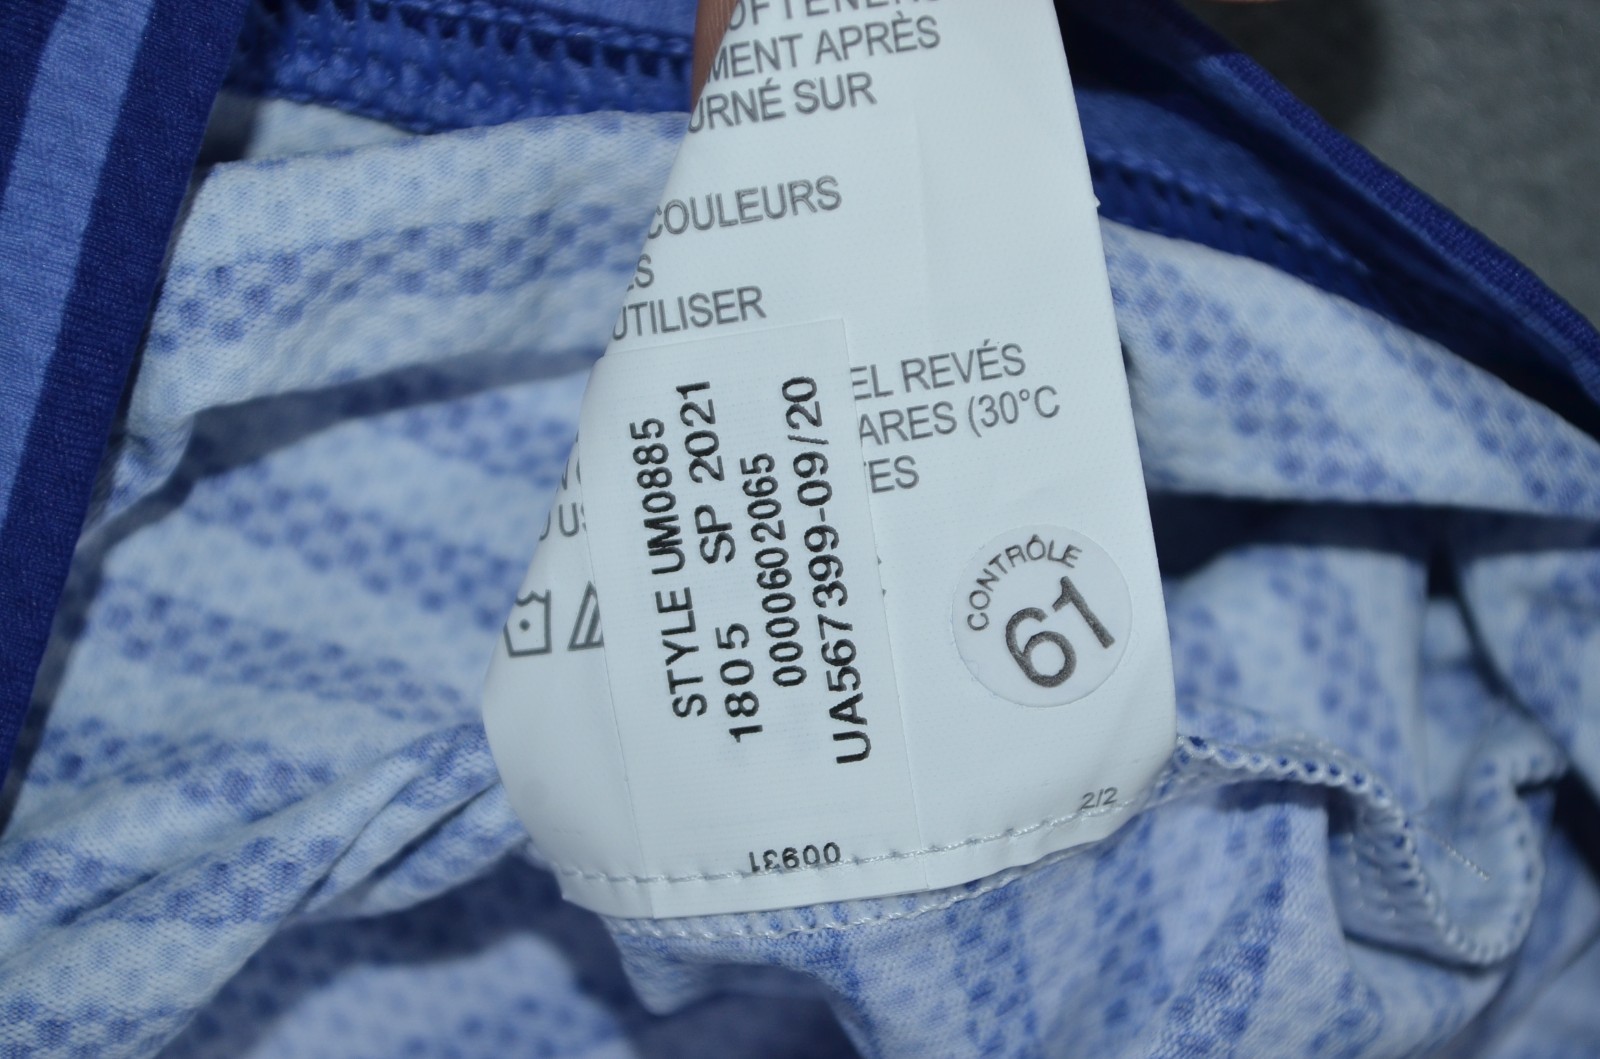 MENT APRÈS
URNÉ SUR
COULEURS
UTILISER
EL REVÉS
ARES (30°C
ES
STYLE UM0885
1805 SP 2021
0000602065
UA567399-09/20
CONTRÔLE
61
2/2
00931